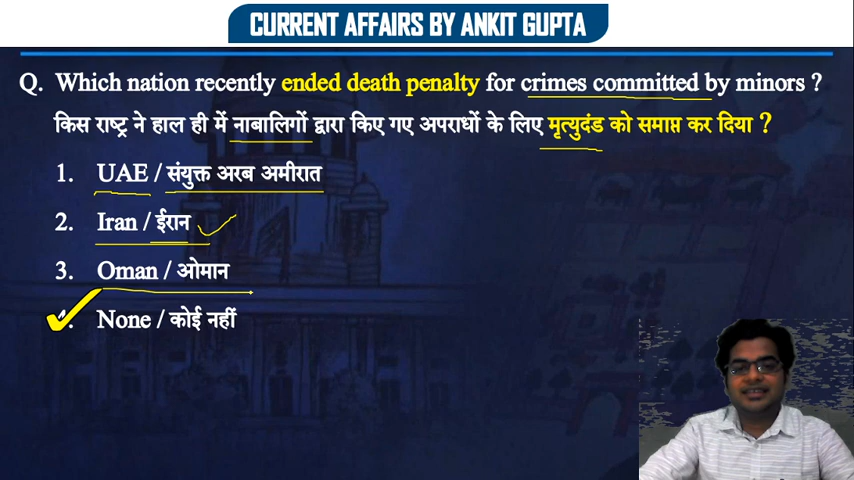 CURRENT AFFAIRS BY ANKIT GUPTA
Q. Which nation recently ended death penalty for crimes committed by minors ?
किस राष्ट्र ने हाल ही में नाबालिगों द्वारा किए गए अपराधों के लिए मृत्युदंड को समाप्त कर दिया ?
1. UAE / संयुक्त अरब अमीरात
2. Iran / ईरान
3. Oman / ओमान
None / कोई नहीं